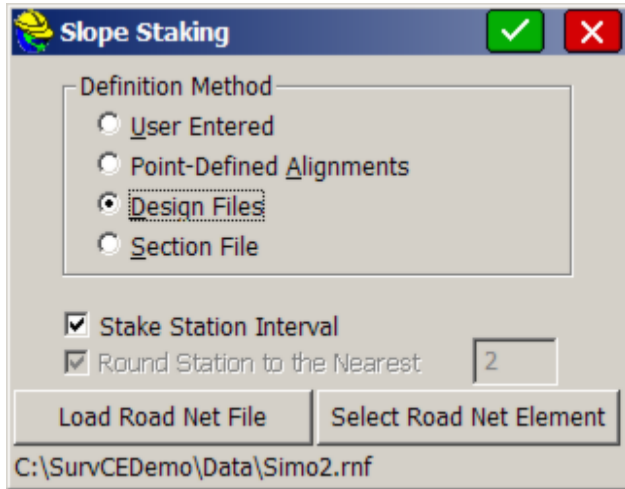 Slope Staking
Definition Method
User Entered
Point-Defined Alignments
Design Files
Section File
Stake Station Interval
Round Station to the Nearest 2
Load Road Net File Select Road Net Element
C:\SurvCEDemo\Data\Simo2.rnf